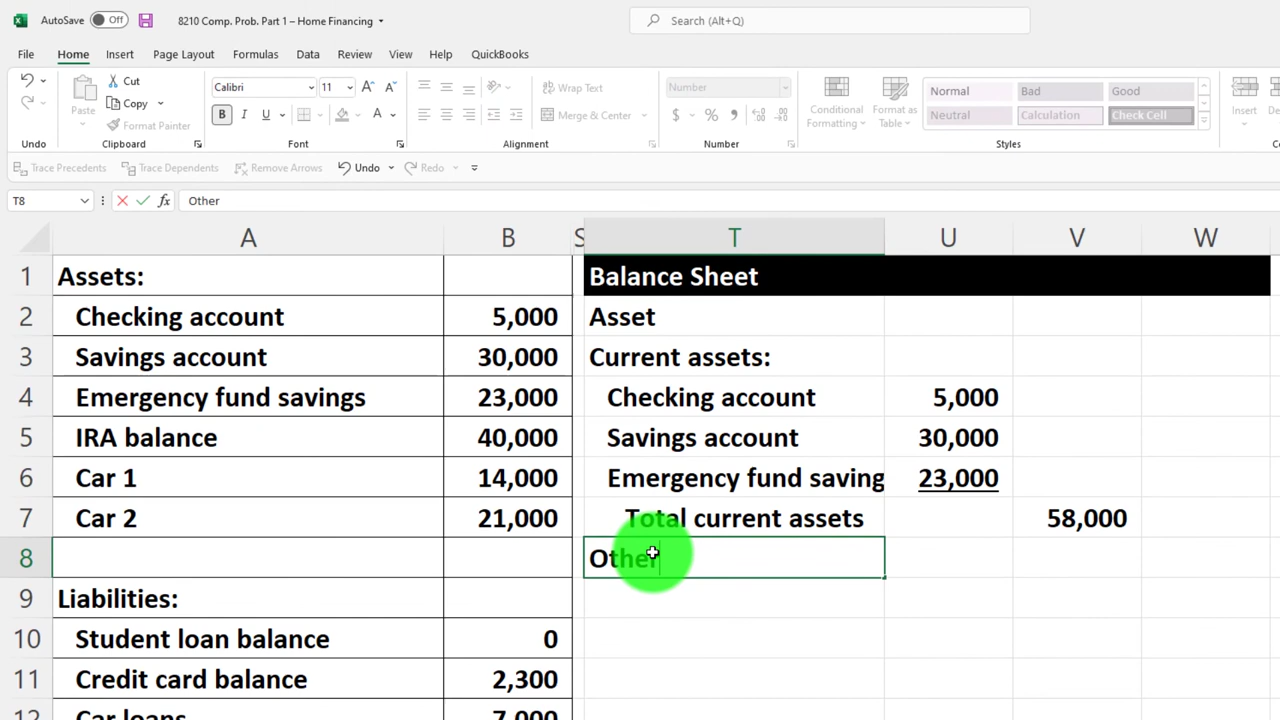 AutoSave Off 8210 Comp. Prob. Part 1 – Home Financing Search (Alt+Q)
File Home Insert Page Layout Formulas Data Review View Help QuickBooks
Cut
Copy
Format Painter
Paste
Calibri 11
B I U
Wrap Text
Merge & Center
Number
$ %
Conditional Formatting
Format as Table
Normal Bad Good
Neutral Calculation Check Cell
Insert
Undo Clipboard Font Alignment Number Styles
Trace Precedents Trace Dependents Remove Arrows Undo Redo
T8 fx Other
A B S T U V W
1 Assets: Balance Sheet
2 Checking account 5,000 Asset
3 Savings account 30,000 Current assets:
4 Emergency fund savings 23,000 Checking account 5,000
5 IRA balance 40,000 Savings account 30,000
6 Car 1 14,000 Emergency fund saving 23,000
7 Car 2 21,000 Total current assets 58,000
8 Other
9 Liabilities:
10 Student loan balance 0
11 Credit card balance 2,300
12 Car loans 7,000